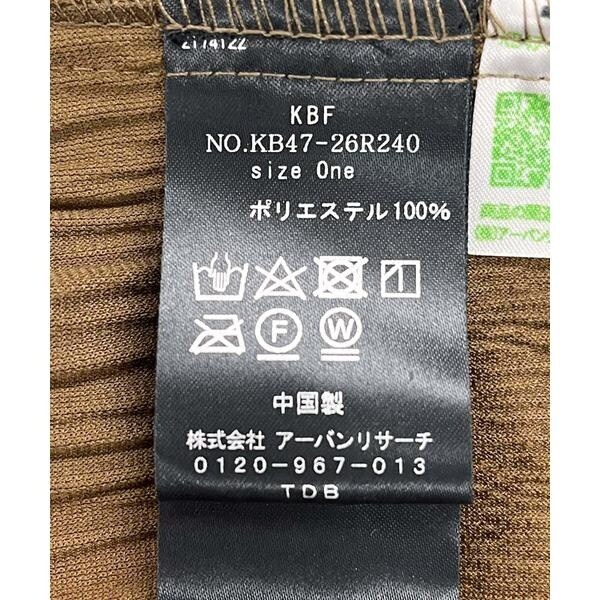 2174122
KBF
NO.KB47-26R240
size One
ポリエステル100%
F
W
中国製
株式会社 アーバンリサーチ
0120-967-013
TDB